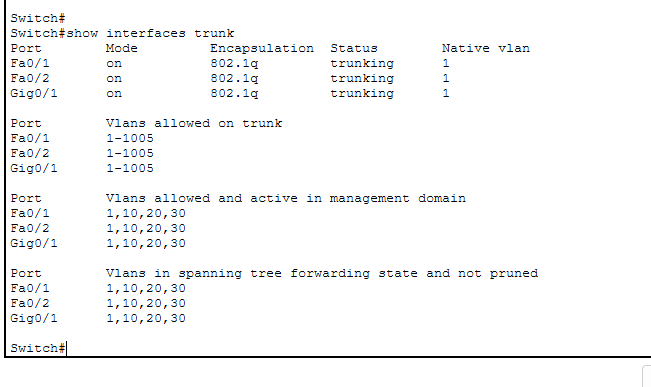 Switch#
Switch#show interfaces trunk
Port        Mode         Encapsulation  Status        Native vlan
Fa0/1       on           802.1q         trunking      1
Fa0/2       on           802.1q         trunking      1
Gig0/1      on           802.1q         trunking      1
Port        Vlans allowed on trunk
Fa0/1       1-1005
Fa0/2       1-1005
Gig0/1      1-1005
Port        Vlans allowed and active in management domain
Fa0/1       1,10,20,30
Fa0/2       1,10,20,30
Gig0/1      1,10,20,30
Port        Vlans in spanning tree forwarding state and not pruned
Fa0/1       1,10,20,30
Fa0/2       1,10,20,30
Gig0/1      1,10,20,30
Switch#